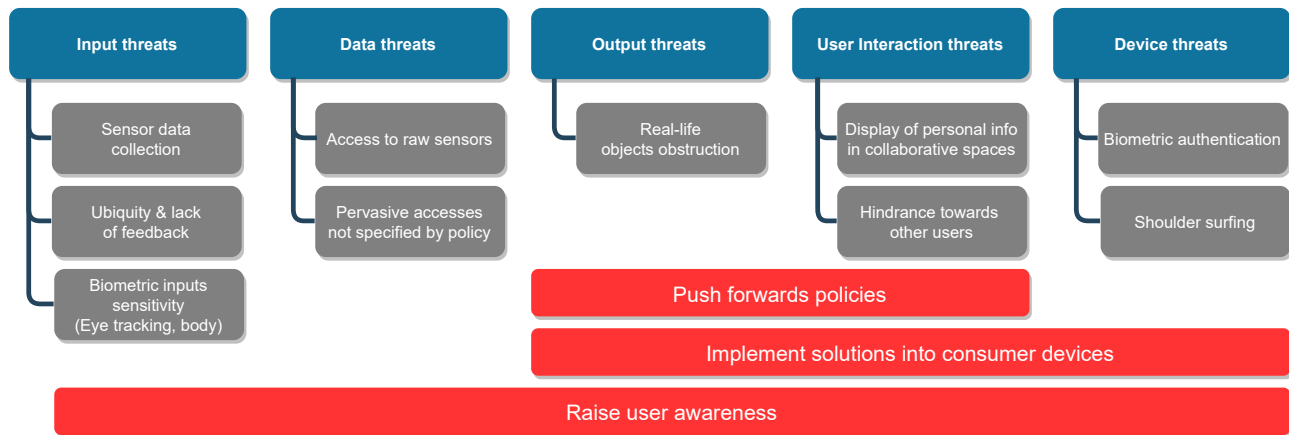 Input threats
Data threats
Output threats
User Interaction threats
Device threats
Sensor data
collection
Ubiquity & lack
of feedback
Biometric inputs
sensitivity
(Eye tracking, body)
Access to raw sensors
Pervasive accesses
not specified by policy
Real-life
objects obstruction
Display of personal info
in collaborative spaces
Hindrance towards
other users
Biometric authentication
Shoulder surfing
Push forwards policies
Implement solutions into consumer devices
Raise user awareness